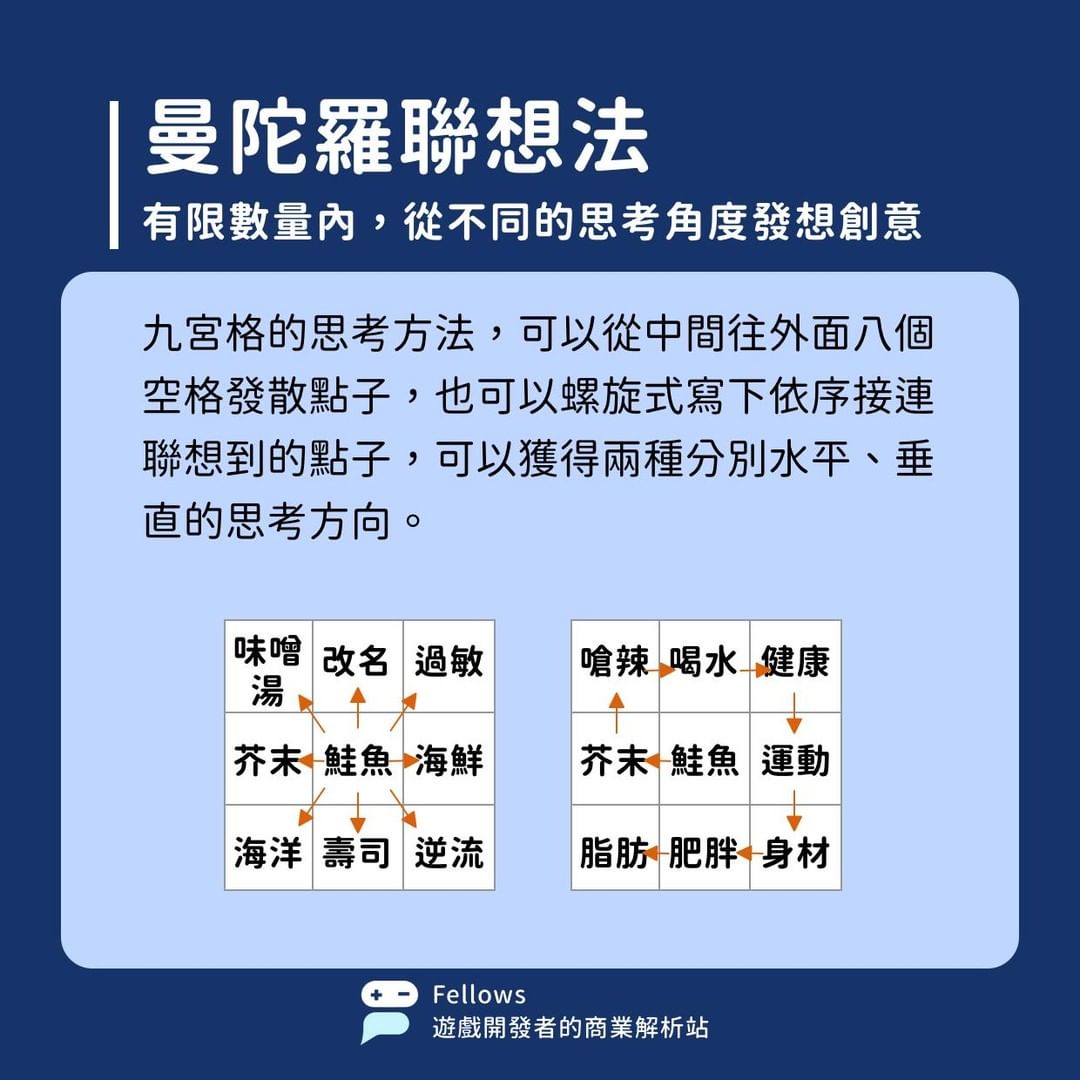 曼陀羅聯想法
有限數量內，從不同的思考角度發想創意
九宮格的思考方法，可以從中間往外面八個
空格發散點子，也可以螺旋式寫下依序接連
聯想到的點子，可以獲得兩種分別水平、垂
直的思考方向。
味噌
湯
改名
過敏
芥末
鮭魚
海鮮
海洋
壽司
逆流
嗆辣
喝水
健康
芥末
鮭魚
運動
脂肪
肥胖
身材
Fellows
遊戲開發者的商業解析站